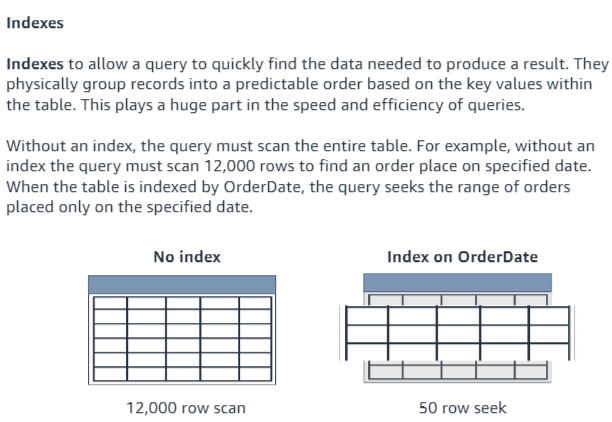 Indexes
Indexes to allow a query to quickly find the data needed to produce a result. They
physically group records into a predictable order based on the key values within
the table. This plays a huge part in the speed and efficiency of queries.
Without an index, the query must scan the entire table. For example, without an
index the query must scan 12,000 rows to find an order place on specified date.
When the table is indexed by OrderDate, the query seeks the range of orders
placed only on the specified date.
No index
Index on OrderDate
12,000 row scan
50 row seek